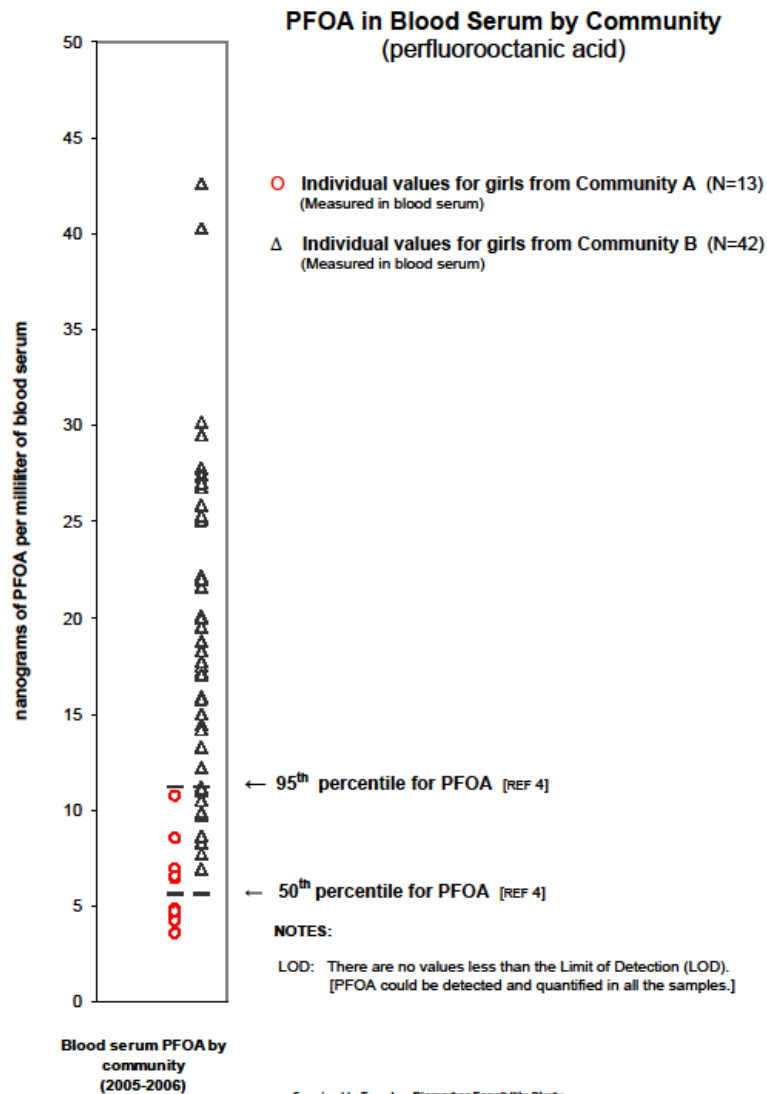 PFOA in Blood Serum by Community
(perfluorooctanic acid)
50
45
40
35
30
25
20
15
10
5
0
nanograms of PFOA per milliliter of blood serum
O Individual values for girls from Community A (N=13)
(Measured in blood serum)
Δ Individual values for girls from Community B (N=42)
(Measured in blood serum)
← 95th percentile for PFOA [REF 4]
← 50th percentile for PFOA [REF 4]
NOTES:
LOD: There are no values less than the Limit of Detection (LOD).
[PFOA could be detected and quantified in all the samples.]
Blood serum PFOA by
community
(2005-2006)